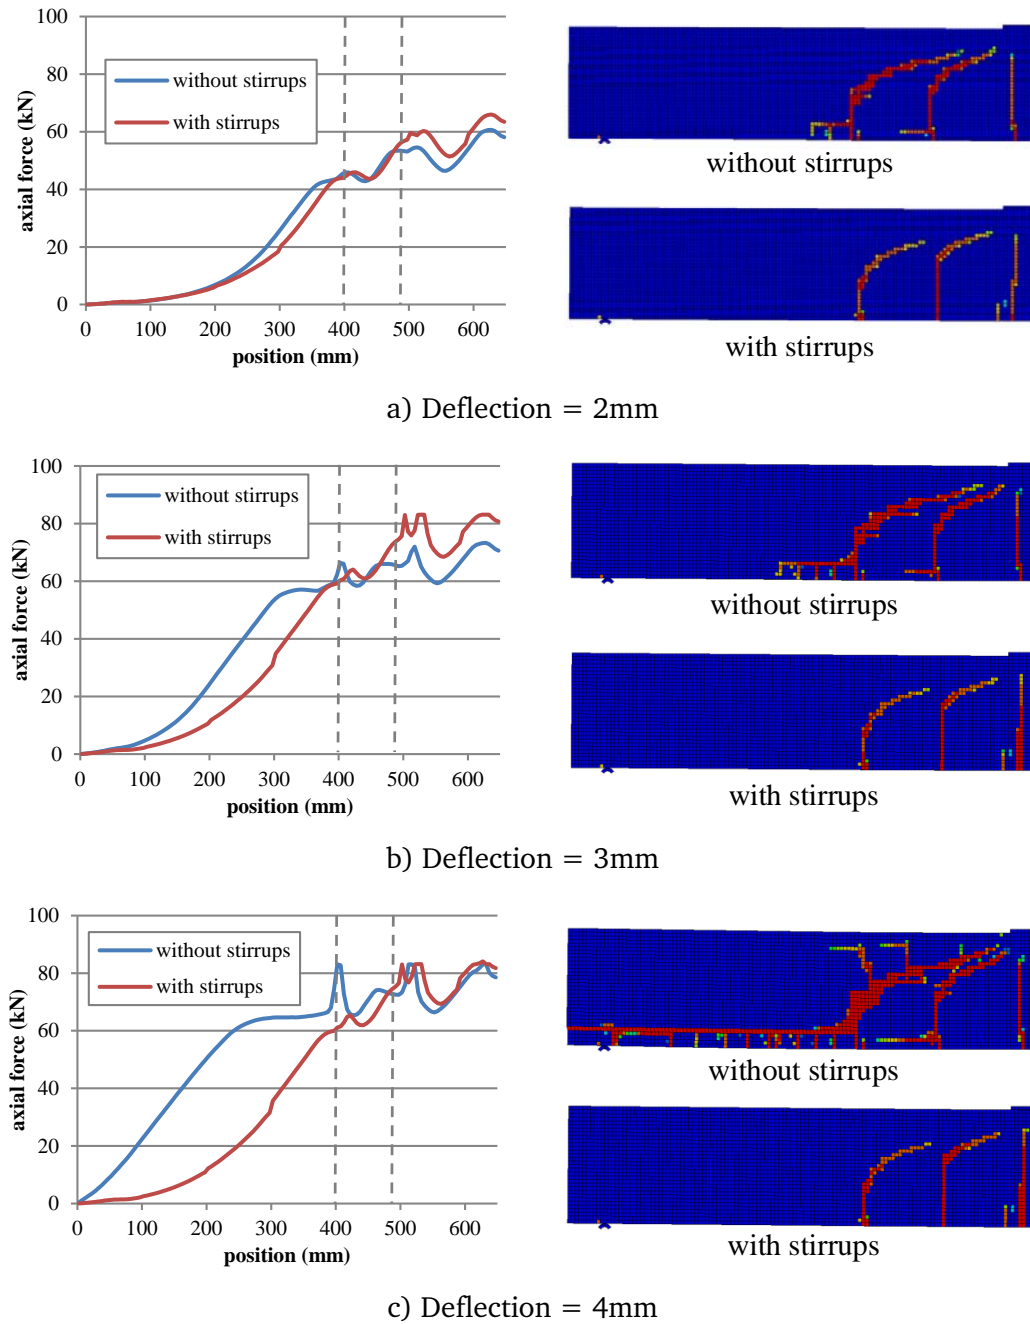 100
80
60
40
20
0
axial force (kN)
without stirrups
with stirrups
0 100 200 300 400 500 600
position (mm)
without stirrups
with stirrups
a) Deflection = 2mm
100
80
60
40
20
0
axial force (kN)
without stirrups
with stirrups
0 100 200 300 400 500 600
position (mm)
without stirrups
with stirrups
b) Deflection = 3mm
100
80
60
40
20
0
axial force (kN)
without stirrups
with stirrups
0 100 200 300 400 500 600
position (mm)
without stirrups
with stirrups
c) Deflection = 4mm